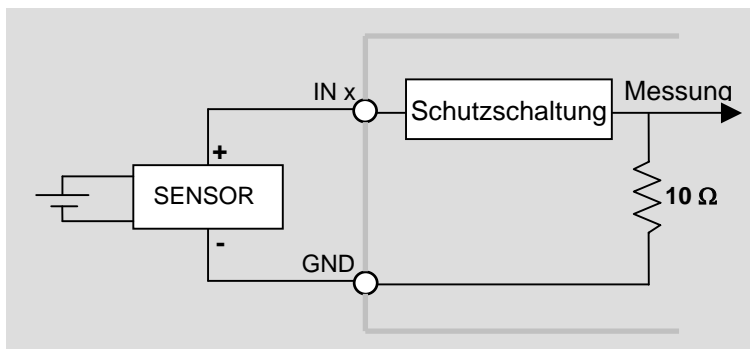 IN x
Schutzschaltung
Messung
+
SENSOR
-
10 Ω
GND